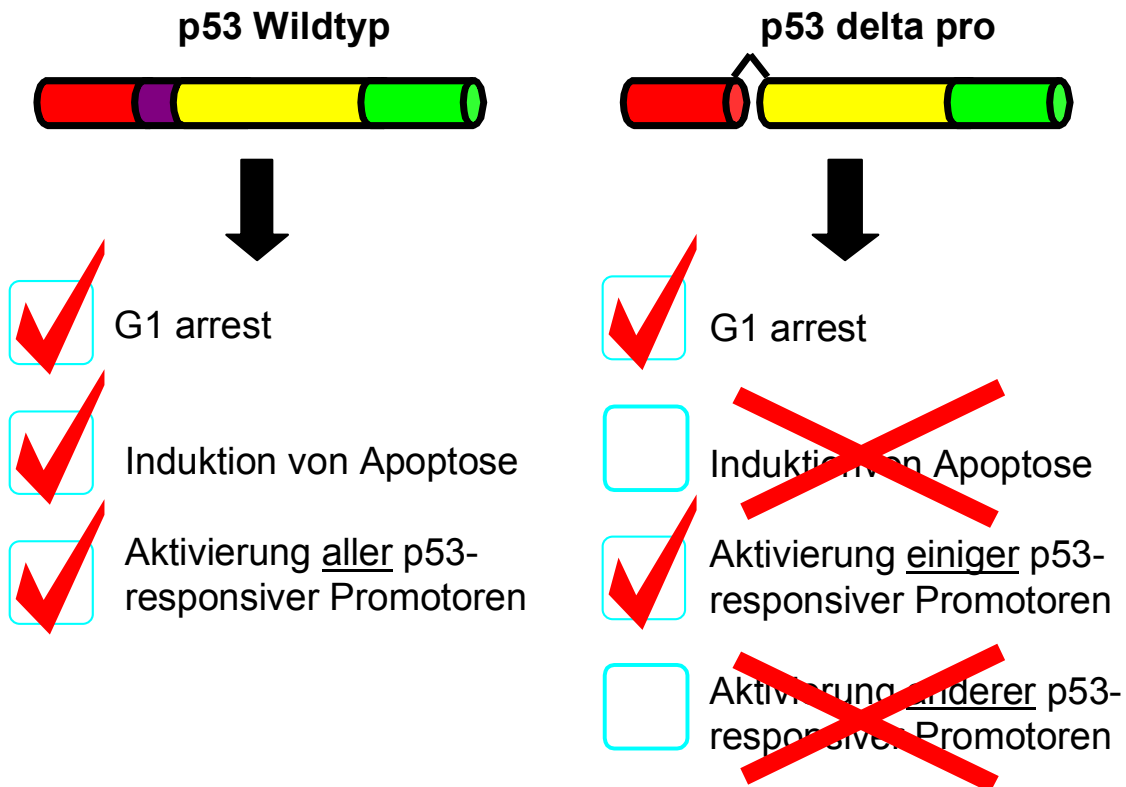 p53 Wildtyp
G1 arrest
Induktion von Apoptose
Aktivierung aller p53-
responsiver Promotoren
p53 delta pro
G1 arrest
Induktion von Apoptose
Aktivierung einiger p53-
responsiver Promotoren
Aktivierung anderer p53-
responsiver Promotoren